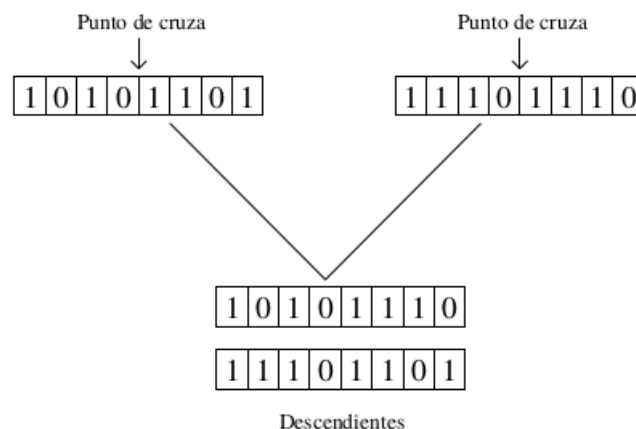 Punto de cruza Punto de cruza
1 0 1 0 1 1 0 1 1 1 1 0 1 1 1 0
1 0 1 0 1 1 1 0
1 1 1 0 1 1 0 1
Descendientes